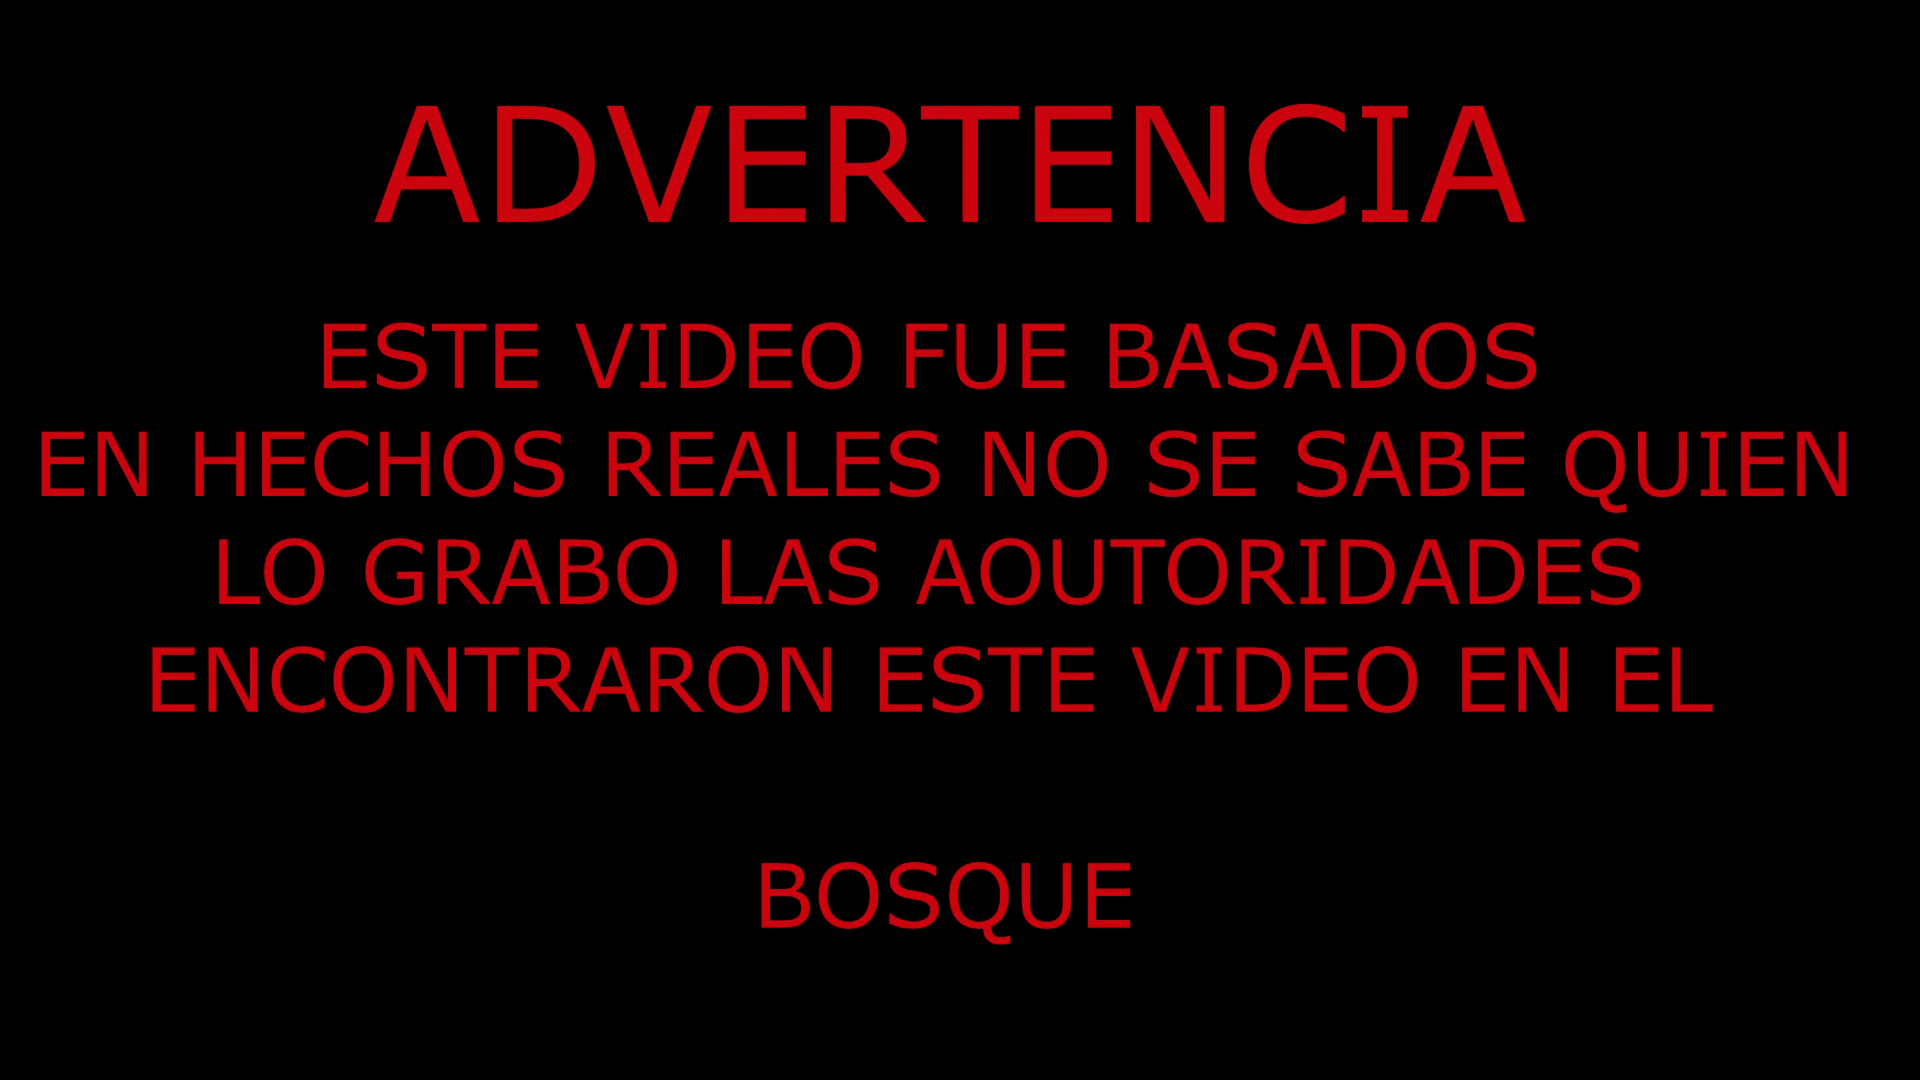 ADVERTENCIA
ESTE VIDEO FUE BASADOS
EN HECHOS REALES NO SE SABE QUIEN
LO GRABO LAS AOUTORIDADES
ENCONTRARON ESTE VIDEO EN EL
BOSQUE